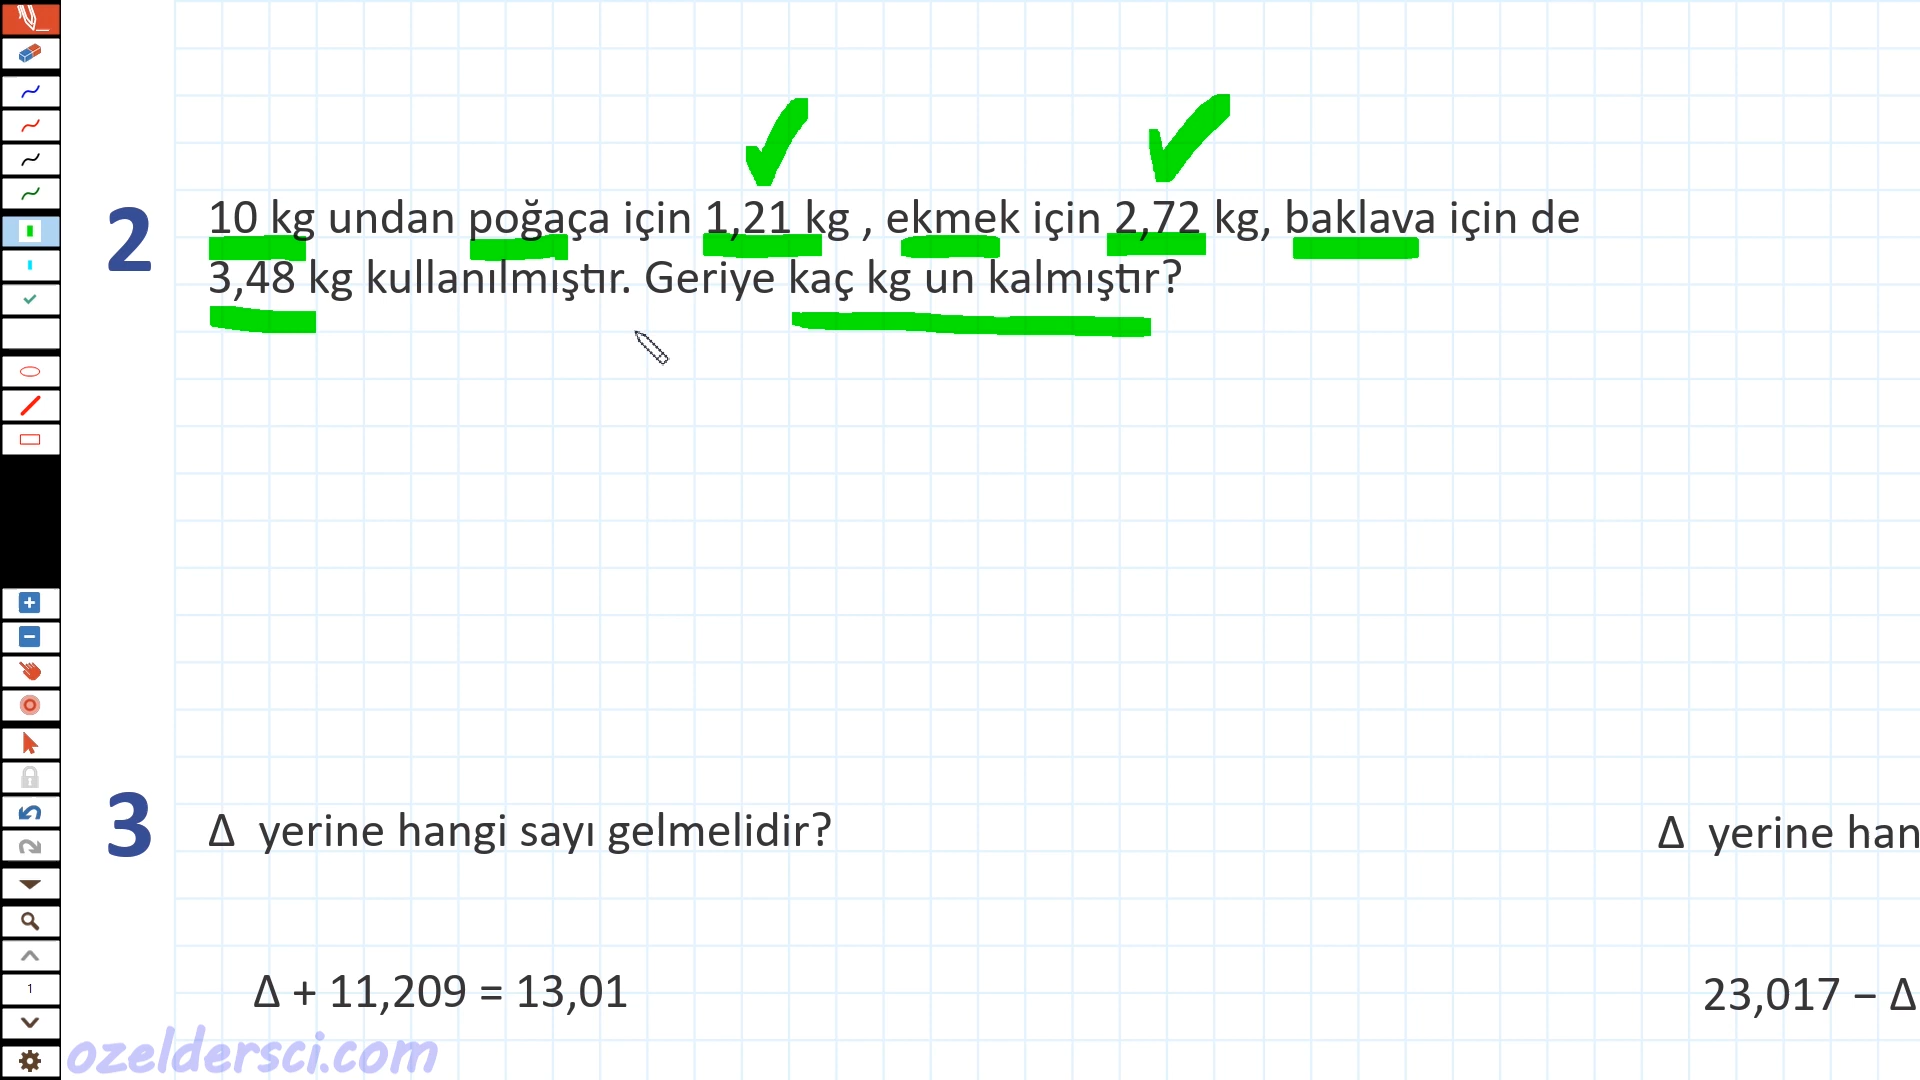 2
10 kg undan poğaça için 1,21 kg , ekmek için 2,72 kg, baklava için de
3,48 kg kullanılmıştır. Geriye kaç kg un kalmıştır?
3
Δ yerine hangi sayı gelmelidir?
Δ yerine han
Δ + 11,209 = 13,01
23,017 – Δ
1
ozeldersci.com